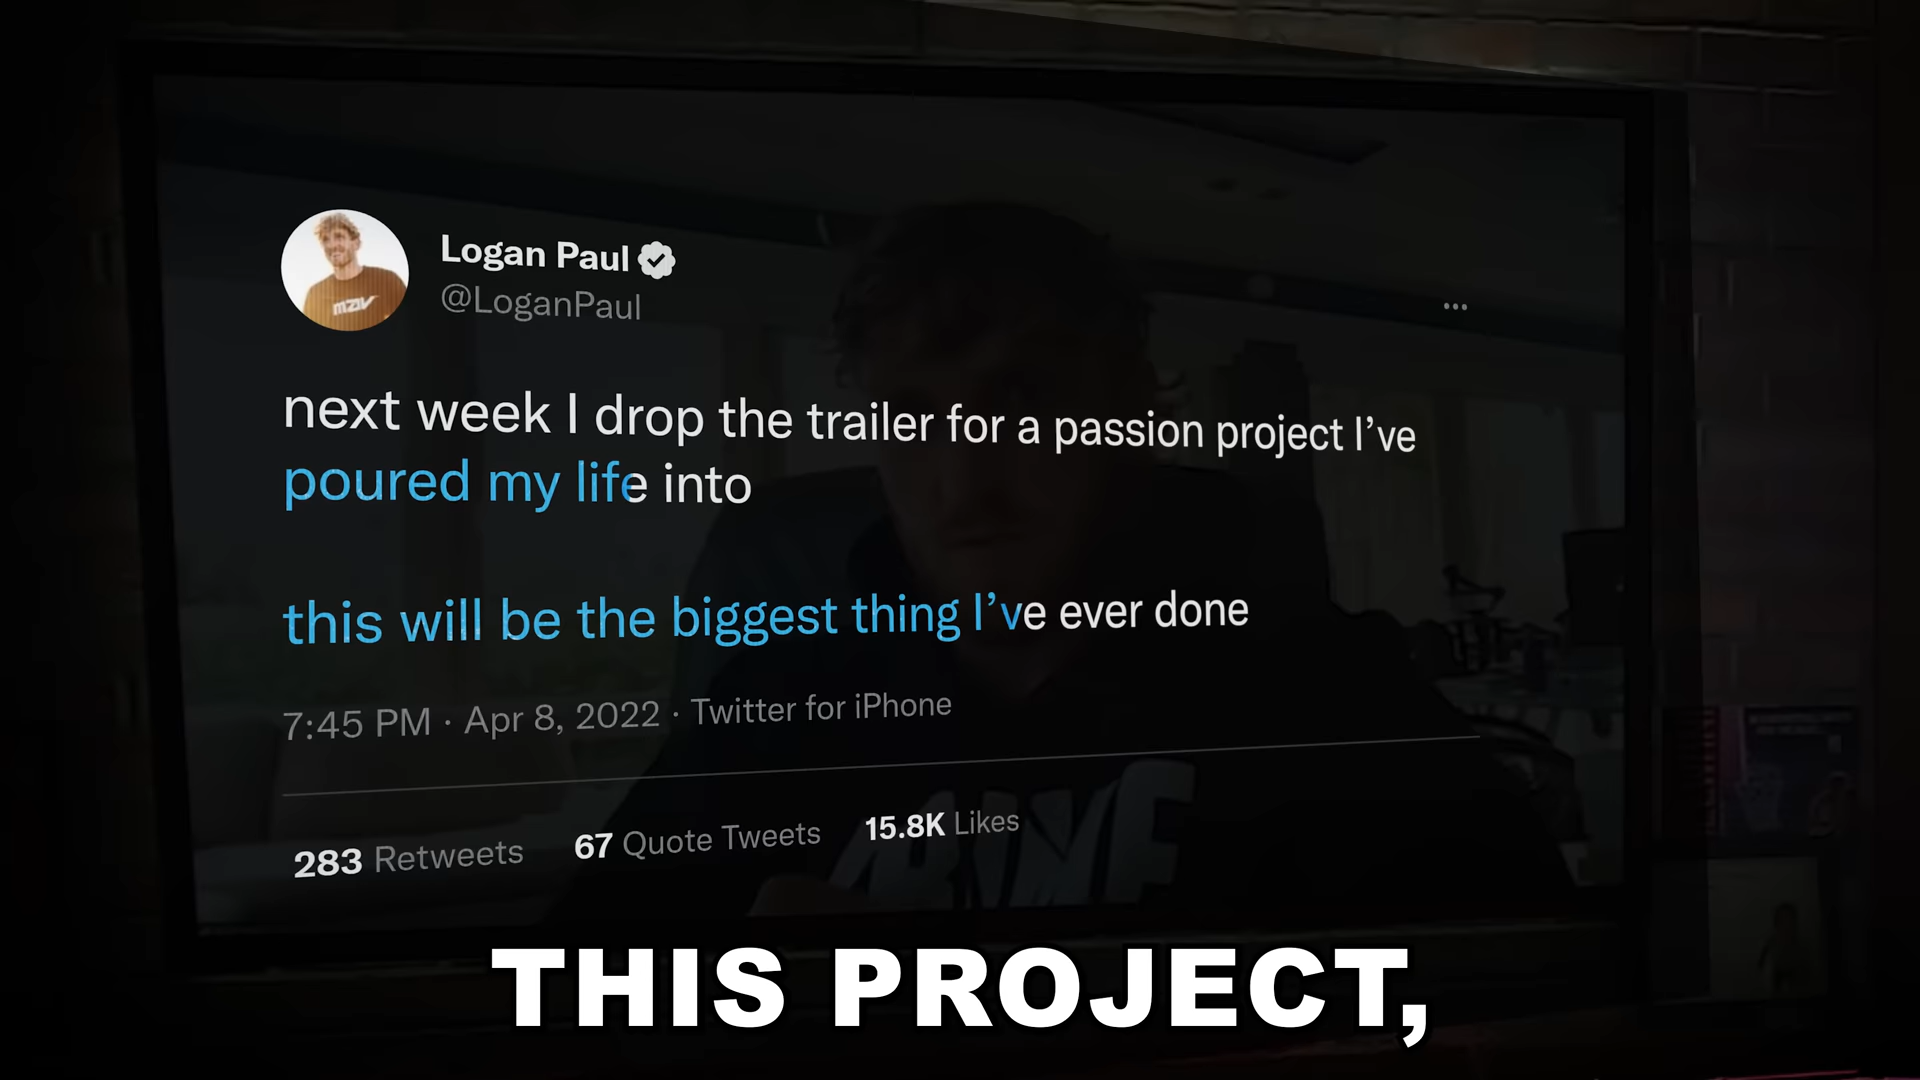 Logan Paul
@LoganPaul
next week I drop the trailer for a passion project I've
poured my life into
this will be the biggest thing I've ever done
7:45 PM · Apr 8, 2022 · Twitter for iPhone
283 Retweets 67 Quote Tweets 15.8K Likes
THIS PROJECT,